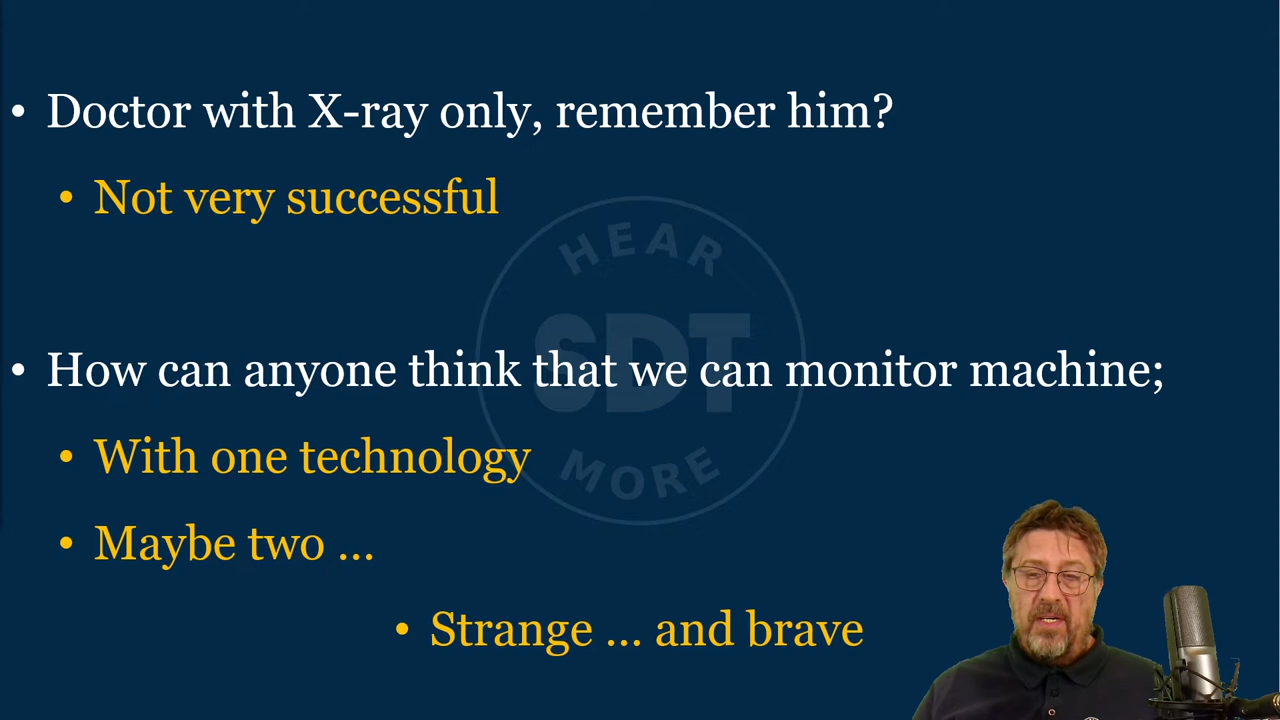 • Doctor with X-ray only, remember him?
• Not very successful
HEAR
SDT
MORE
• How can anyone think that we can monitor machine;
• With one technology
• Maybe two ...
• Strange ... and brave